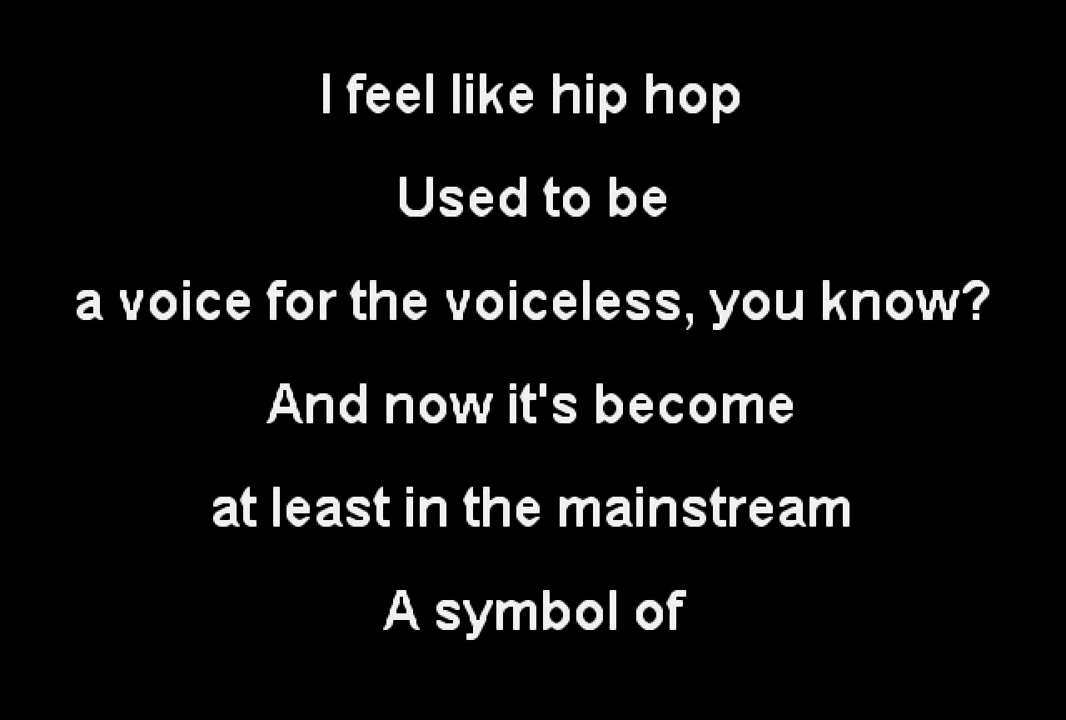 I feel like hip hop
Used to be
a voice for the voiceless, you know?
And now it's become
at least in the mainstream
A symbol of